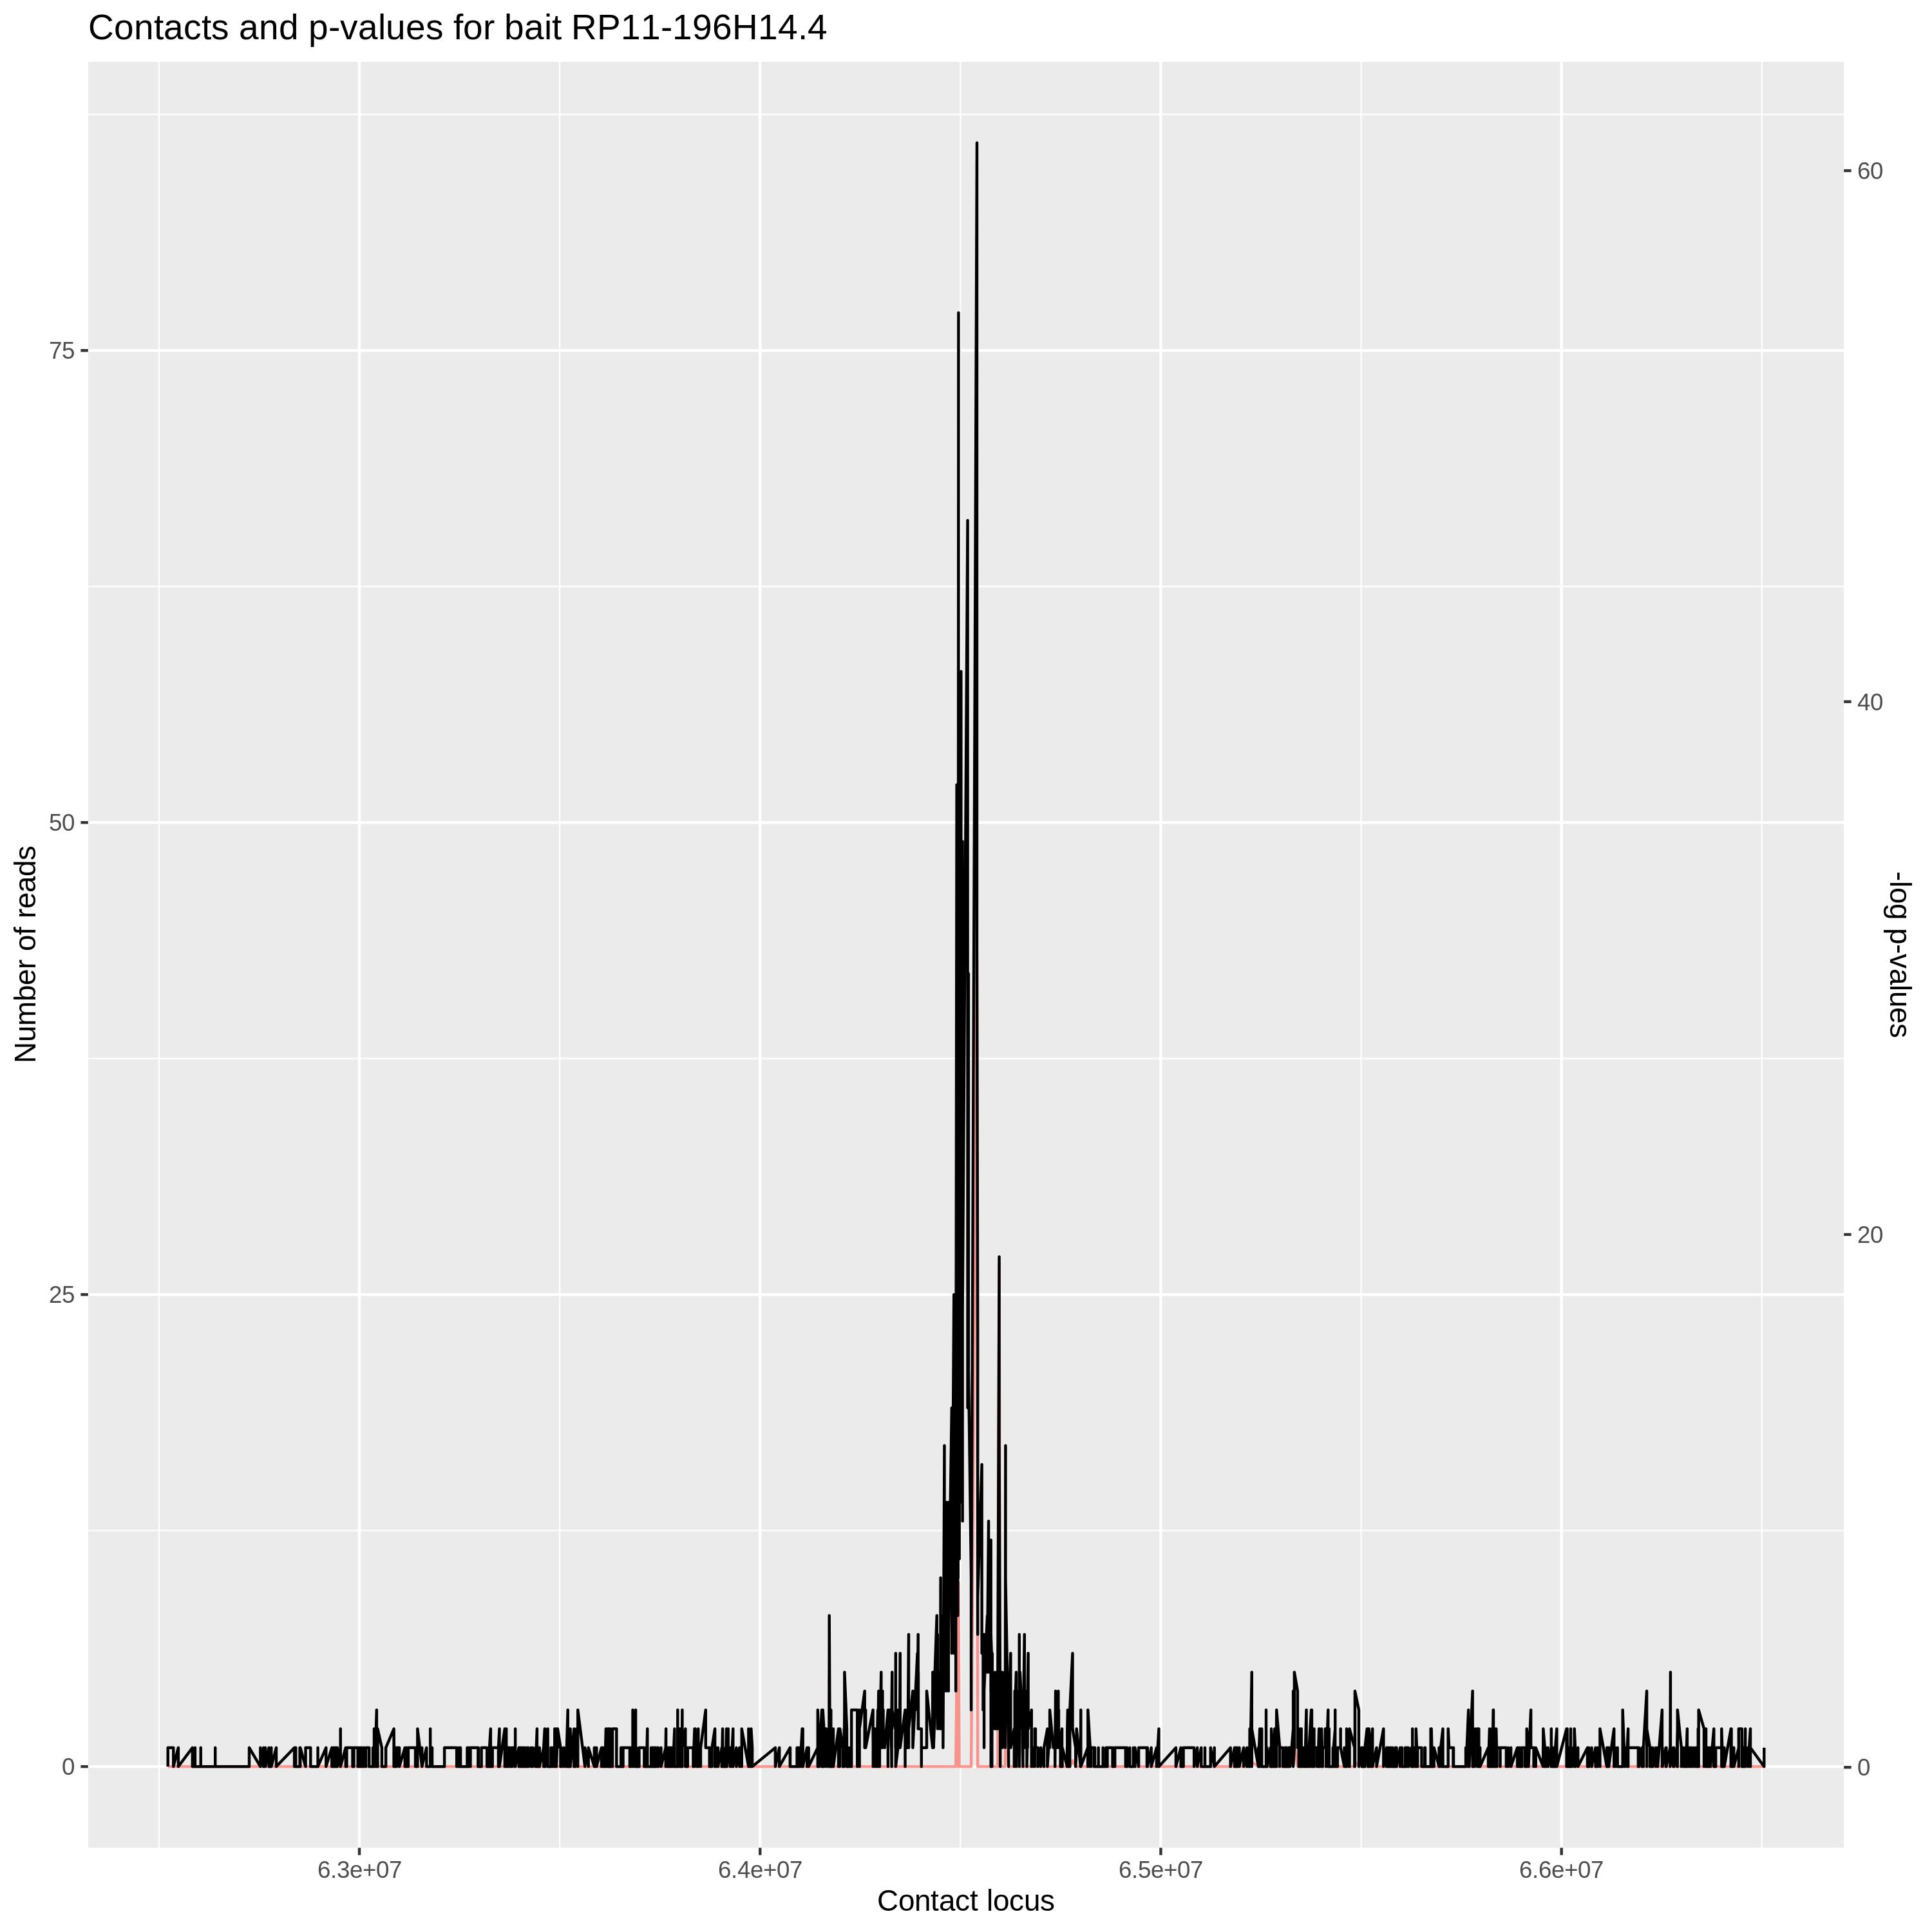 Contacts and p-values for bait RP11-196H14.4
75
50
25
0
Number of reads
60
40
20
0
-log p-values
6.3e+07
6.4e+07
6.5e+07
6.6e+07
Contact locus